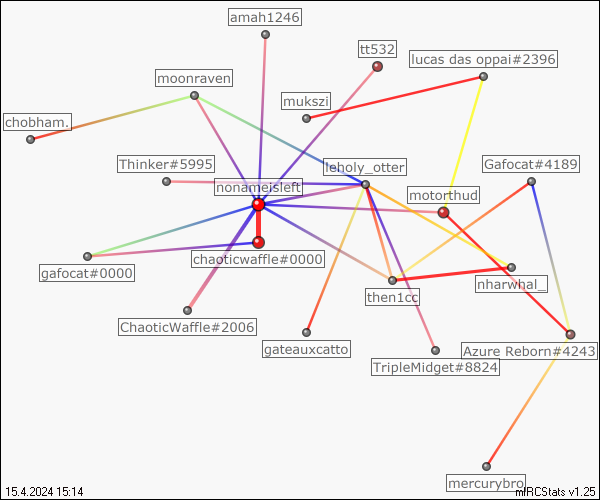 amah1246
tt532
lucas das oppai#2396
moonraven
mukszi
chobham.
Thinker#5995
leholy_otter
Gafocat#4189
nonameisleft
motorthud
chaoticwaffle#0000
gafocat#0000
nharwhal_
then1cc
ChaoticWaffle#2006
gateauxcatto
Azure Reborn#4243
TripleMidget#8824
mercurybro
15.4.2024 15:14
mIRCStats v1.25